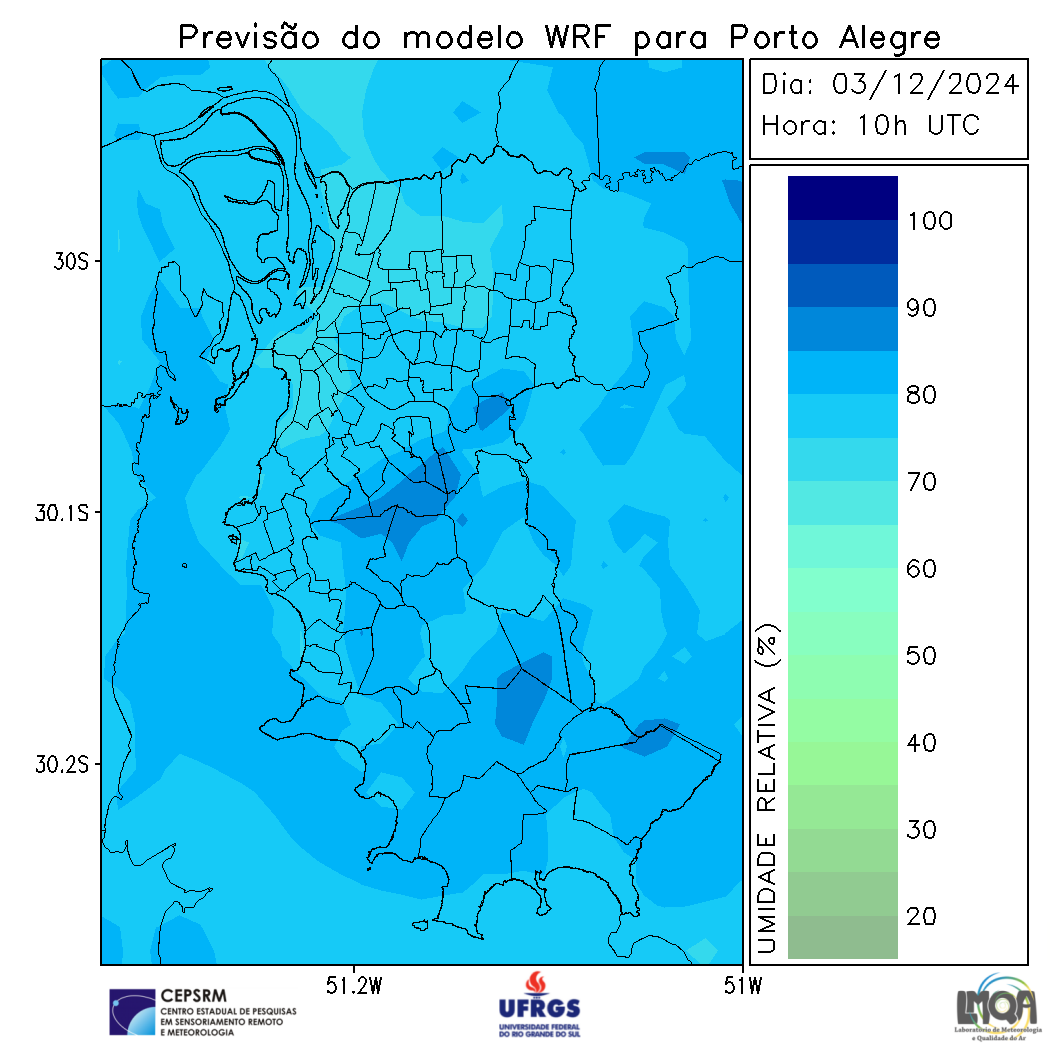 Previsão do modelo WRF para Porto Alegre
Dia: 03/12/2024
Hora: 10h UTC
30S
30.1S
30.2S
51.2W
51W
100
90
80
70
60
50
40
30
20
UMIDADE RELATIVA (%)
CEPSRM
CENTRO ESTADUAL DE PESQUISAS
EM SENSORIAMENTO REMOTO
E METEOROLOGIA
UFRGS
UNIVERSIDADE FEDERAL
DO RIO GRANDE DO SUL
LMQA
Laboratório de Meteorologia
e Qualidade do Ar